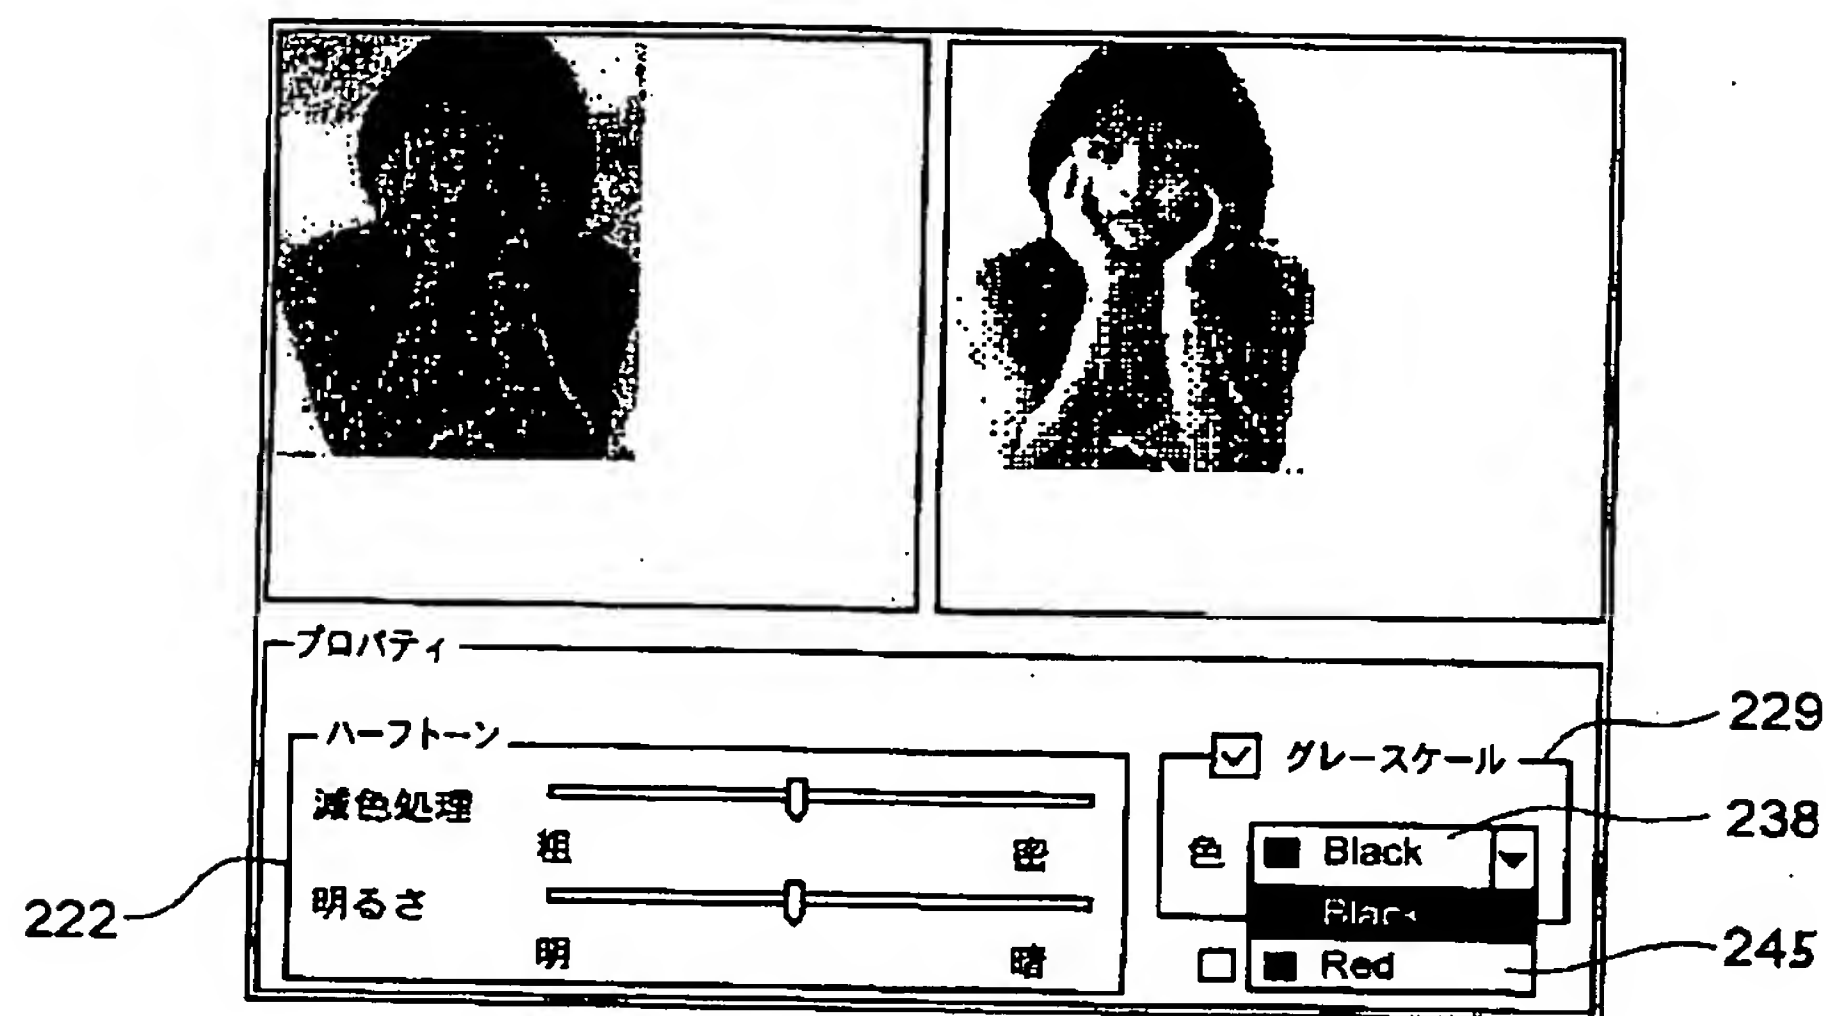 プロパティ
ハーフトーン
グレースケール
229
減色処理
粗 密
色 Black
238
Black
明るさ
222
明 暗
Red
245